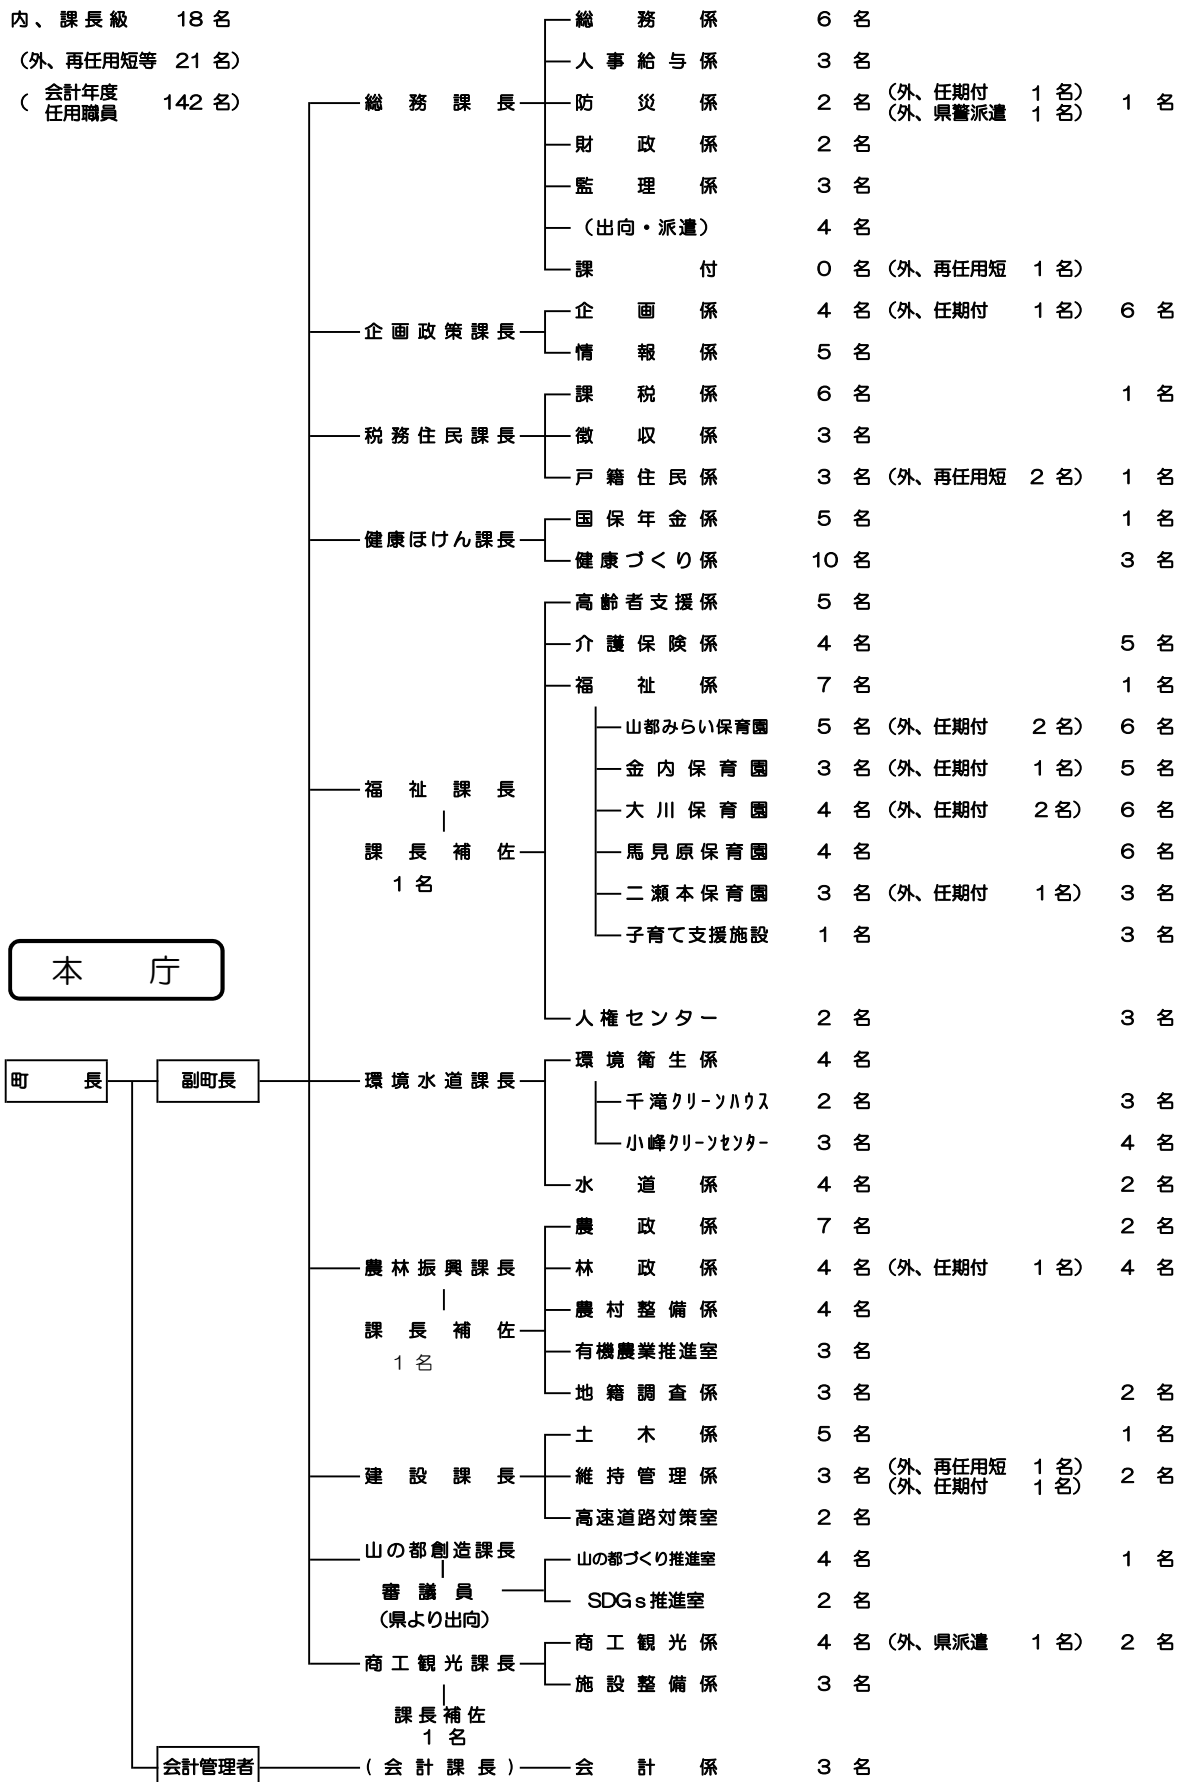 内、課長級 18 名
総務係 6 名
（外、再任用短等 21 名）
人事給与係 3 名
（会計年度任用職員 142 名）
総務課長
防災係 2 名 （外、任期付 1 名） 1 名
（外、県警派遣 1 名）
財政係 2 名
監理係 3 名
（出向・派遣） 4 名
課付 0 名 （外、再任用短 1 名）
企画政策課長
企画係 4 名 （外、任期付 1 名） 6 名
情報係 5 名
税務住民課長
課税係 6 名 1 名
徴収係 3 名
戸籍住民係 3 名 （外、再任用短 2 名） 1 名
健康ほけん課長
国保年金係 5 名 1 名
健康づくり係 10 名 3 名
高齢者支援係 5 名
介護保険係 4 名 5 名
福祉係 7 名 1 名
山都みらい保育園 5 名 （外、任期付 2 名） 6 名
金内保育園 3 名 （外、任期付 1 名） 5 名
福祉課長
大川保育園 4 名 （外、任期付 2 名） 6 名
課長補佐
馬見原保育園 4 名 6 名
1 名
二瀬本保育園 3 名 （外、任期付 1 名） 3 名
子育て支援施設 1 名 3 名
本庁
人権センター 2 名 3 名
町長
副町長
環境水道課長
環境衛生係 4 名
千滝クリーンハウス 2 名 3 名
小峰クリーンセンター 3 名 4 名
水道係 4 名 2 名
農政係 7 名 2 名
農林振興課長
林政係 4 名 （外、任期付 1 名） 4 名
農村整備係 4 名
課長補佐
1 名
有機農業推進室 3 名
地籍調査係 3 名 2 名
土木係 5 名 1 名
建設課長
維持管理係 3 名 （外、再任用短 1 名） 2 名
（外、任期付 1 名）
高速道路対策室 2 名
山の都創造課長
山の都づくり推進室 4 名 1 名
審議員
（県より出向）
SDGs推進室 2 名
商工観光係 4 名 （外、県派遣 1 名） 2 名
商工観光課長
施設整備係 3 名
課長補佐
1 名
会計管理者
（会計課長）
会計係 3 名